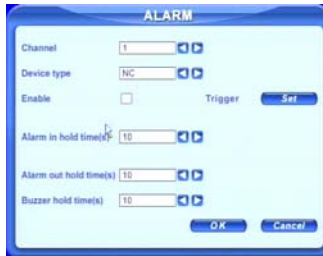 ALARM
Channel 1
Device type NC
Enable Trigger Set
Alarm in hold time(s) 10
Alarm out hold time(s) 10
Buzzer hold time(s) 10
OK Cancel